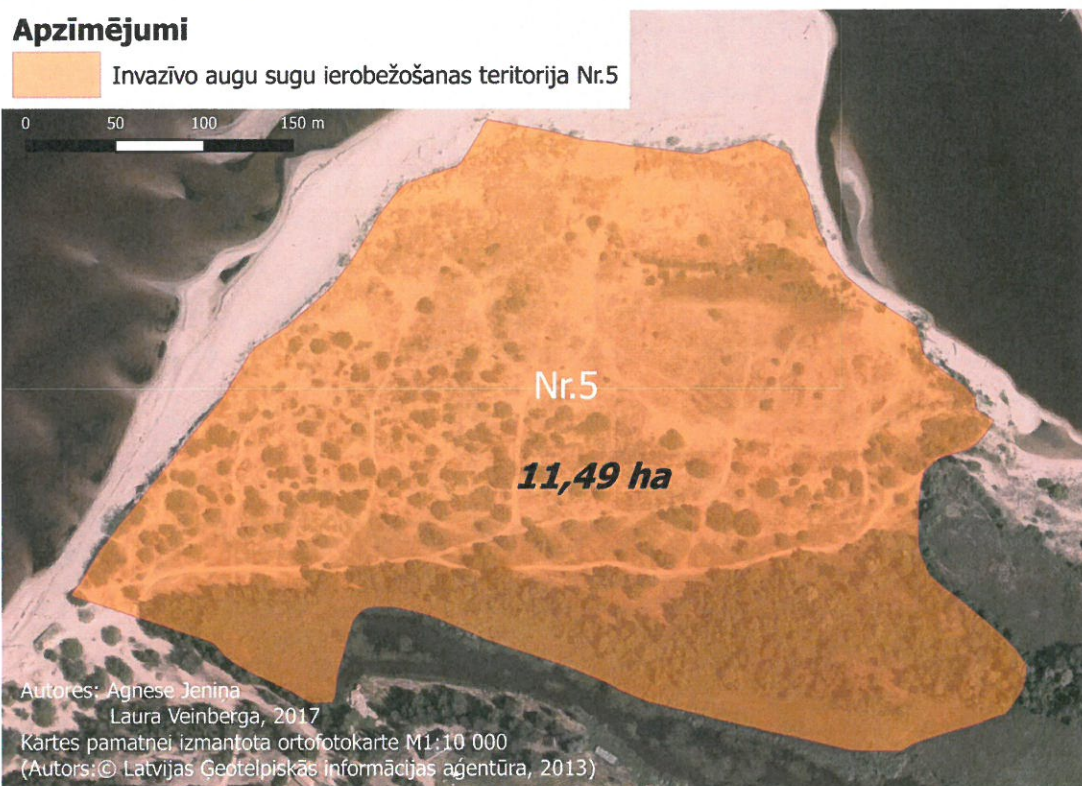 Apzīmējumi
Invazīvo augu sugu ierobežošanas teritorija Nr.5
0 50 100 150 m
Nr.5
11,49 ha
Autores: Agnese Jenina
Laura Veinberga, 2017
Kartes pamatnei izmantota ortofotokarte M1:10 000
(Autors:© Latvijas Ģeotelpiskās informācijas aģentūra, 2013)